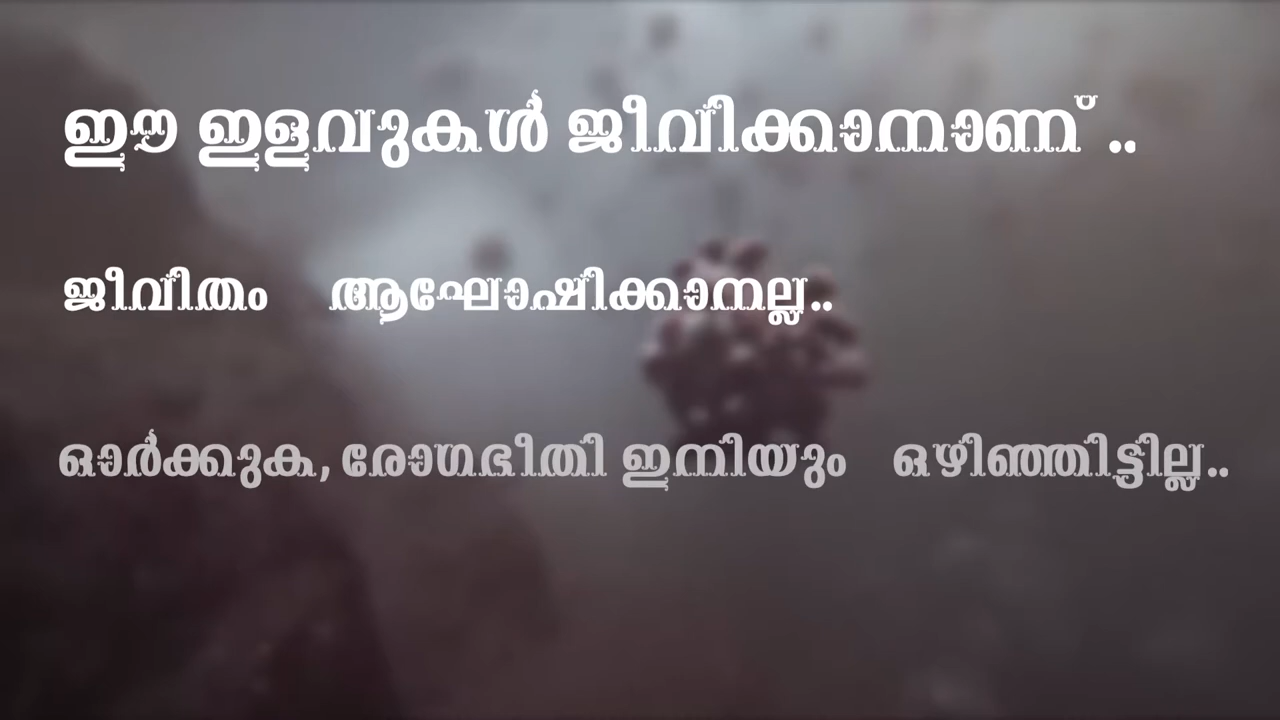 ഈ ഇളവുകൾ ജീവിക്കാനാണ് ..
ജീവിതം ആഘോഷിക്കാനല്ല..
ഓർക്കുക, രോഗഭീതി ഇനിയും ഒഴിഞ്ഞിട്ടില്ല..